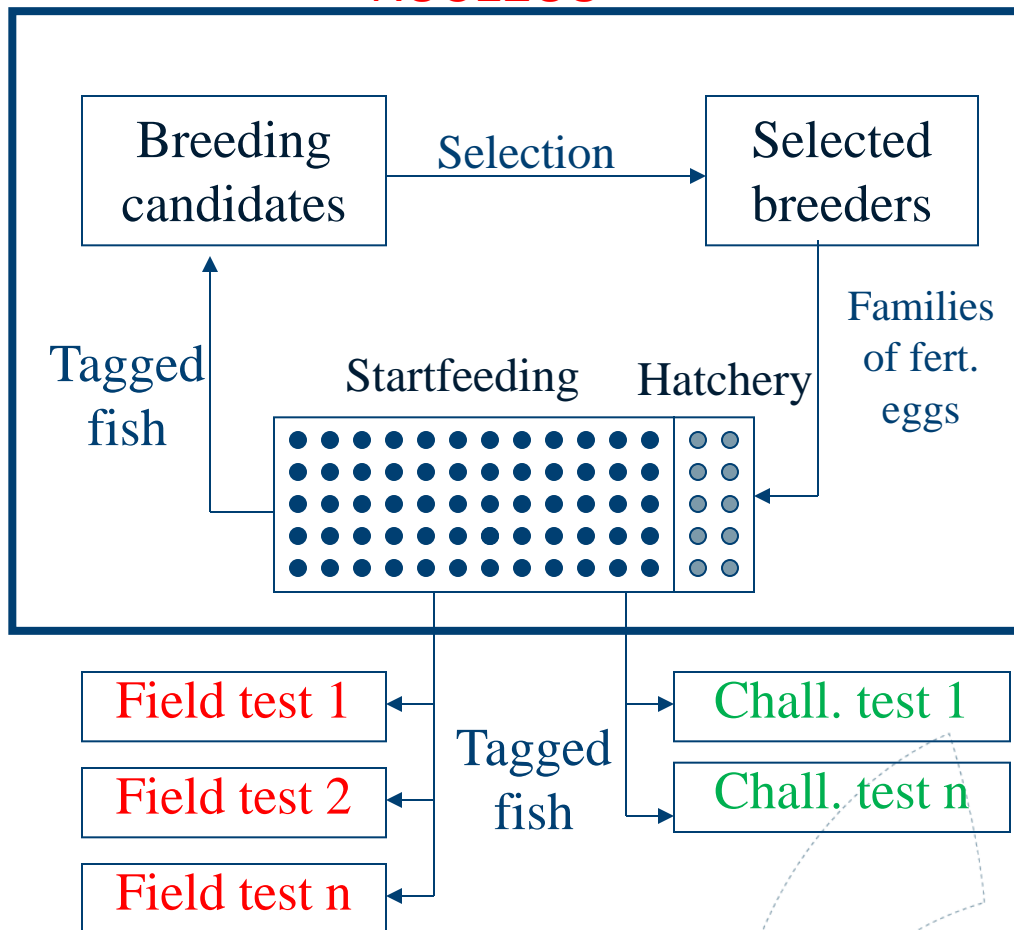 Breeding
candidates
Selection
Selected
breeders
Families
of fert.
eggs
Tagged
fish
Startfeeding
Hatchery
Field test 1
Chall. test 1
Tagged
fish
Field test 2
Chall. test n
Field test n